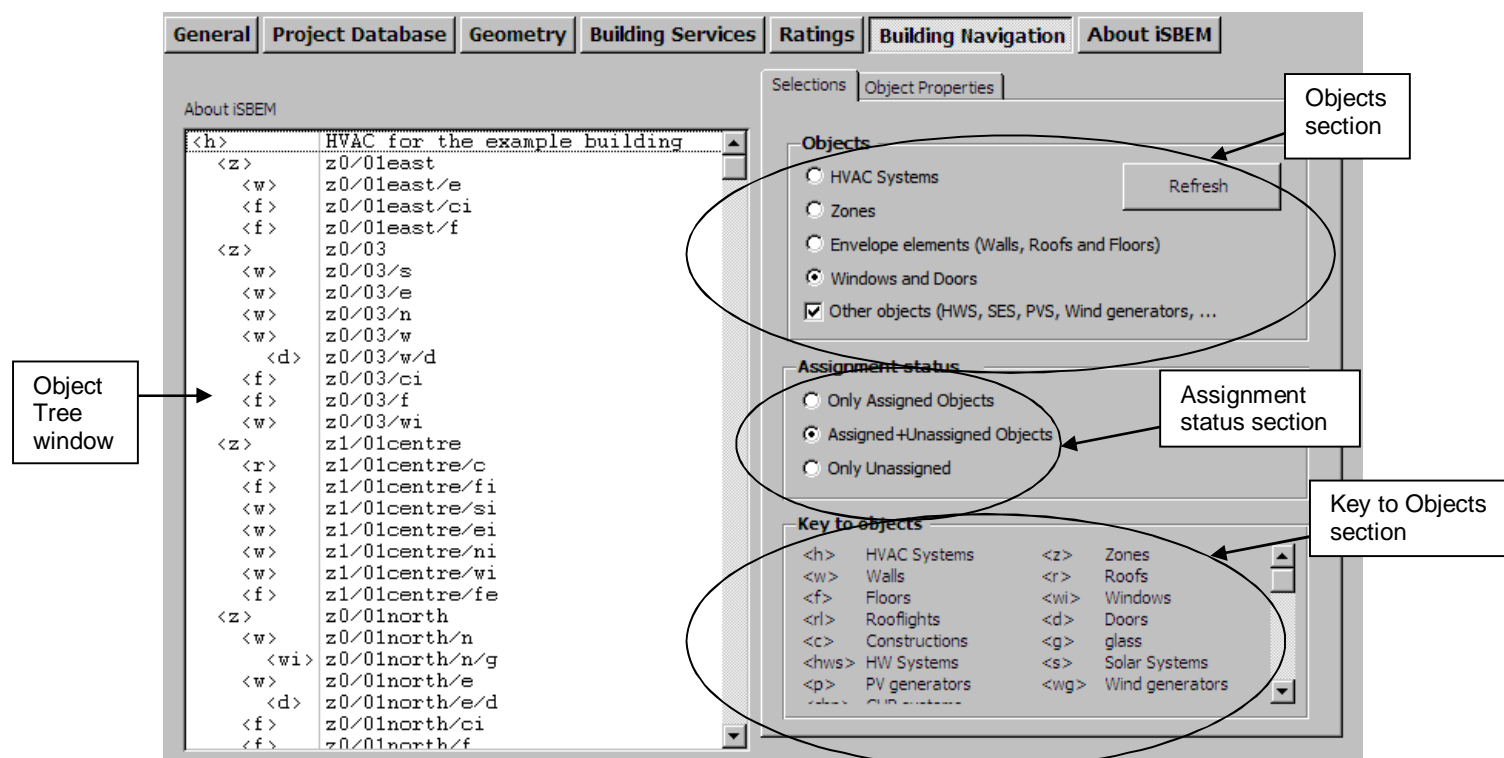 General Project Database Geometry Building Services Ratings Building Navigation About iSBEM
Selections Object Properties
About iSBEM
<h> HVAC for the example building
<z> z0/01east
<w> z0/01east/e
<f> z0/01east/ci
<f> z0/01east/f
<z> z0/03
<w> z0/03/s
<w> z0/03/e
<w> z0/03/n
<w> z0/03/w
<d> z0/03/w/d
<f> z0/03/ci
<f> z0/03/f
<w> z0/03/wi
<z> z1/01centre
<r> z1/01centre/c
<f> z1/01centre/fi
<w> z1/01centre/si
<w> z1/01centre/ei
<w> z1/01centre/ni
<w> z1/01centre/wi
<f> z1/01centre/fe
<z> z0/01north
<w> z0/01north/n
<wi> z0/01north/n/g
<w> z0/01north/e
<d> z0/01north/e/d
<f> z0/01north/ci
<f> z0/01north/f
Object
Tree
window
Objects
HVAC Systems
Refresh
Zones
Envelope elements (Walls, Roofs and Floors)
Windows and Doors
Other objects (HWS, SES, PVS, Wind generators, ...
Objects
section
Assignment status
Only Assigned Objects
Assigned+Unassigned Objects
Only Unassigned
Assignment
status section
Key to objects
<h> HVAC Systems <z> Zones
<w> Walls <r> Roofs
<f> Floors <wi> Windows
<rl> Rooflights <d> Doors
<c> Constructions <g> glass
<hws> HW Systems <s> Solar Systems
<p> PV generators <wg> Wind generators
<chp> CHP systems
Key to Objects
section